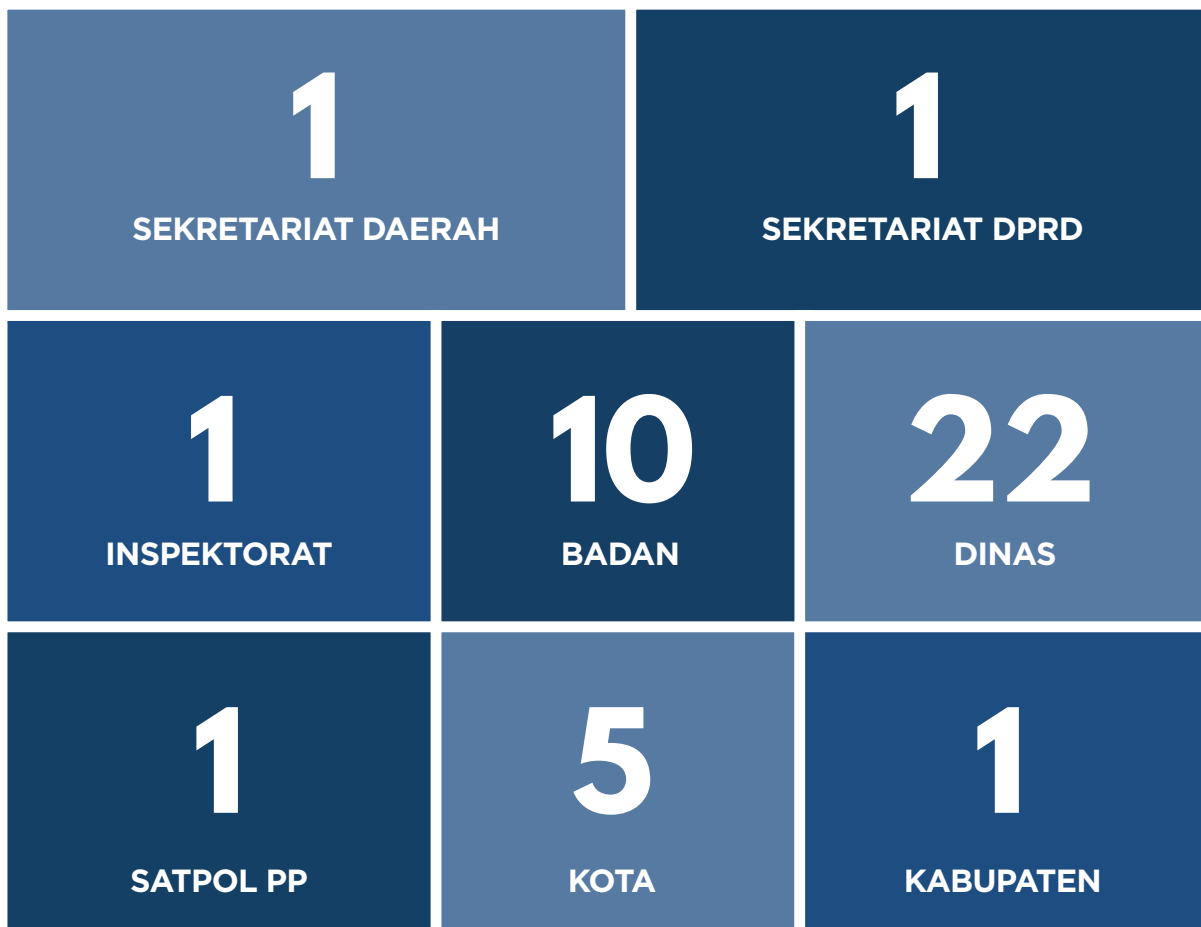 1
SEKRETARIAT DAERAH
1
SEKRETARIAT DPRD
1
INSPEKTORAT
10
BADAN
22
DINAS
1
SATPOL PP
5
KOTA
1
KABUPATEN